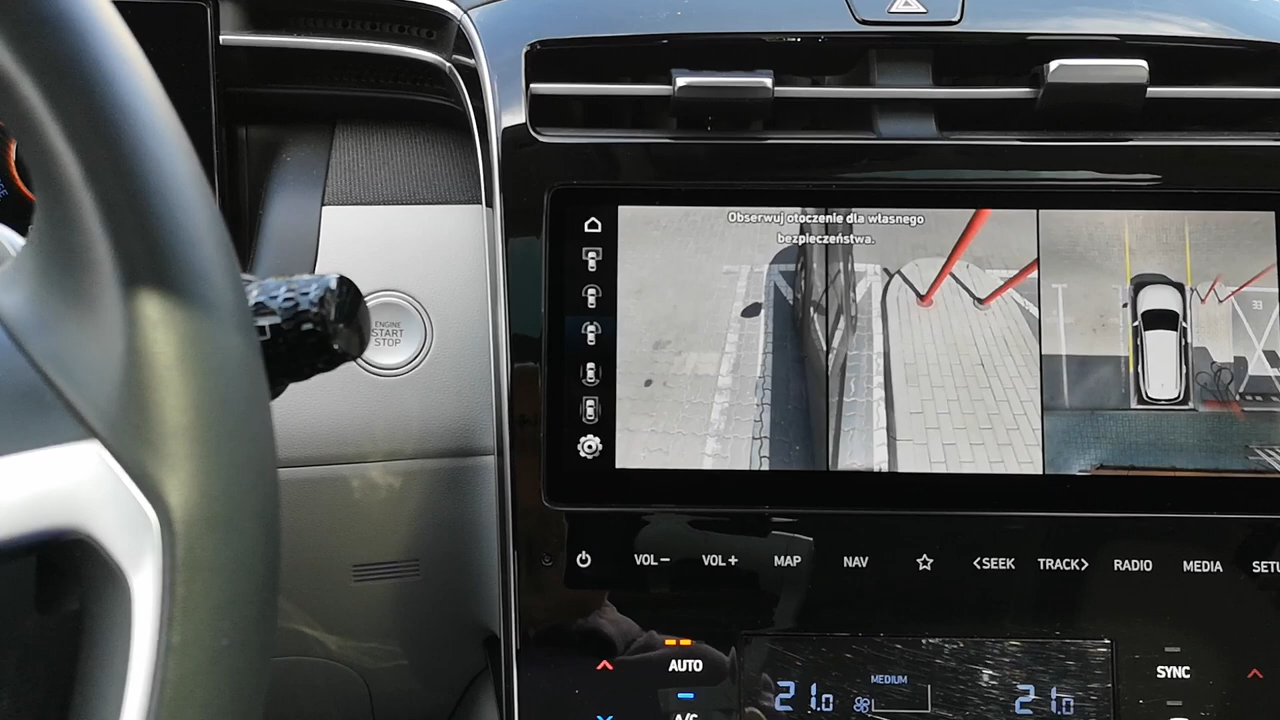 ENGINE
START
STOP
Obserwuj otoczenie dla własnego
bezpieczeństwa.
VOL− VOL+ MAP NAV <SEEK TRACK> RADIO MEDIA
AUTO
MEDIUM
SYNC
21.0 21.0